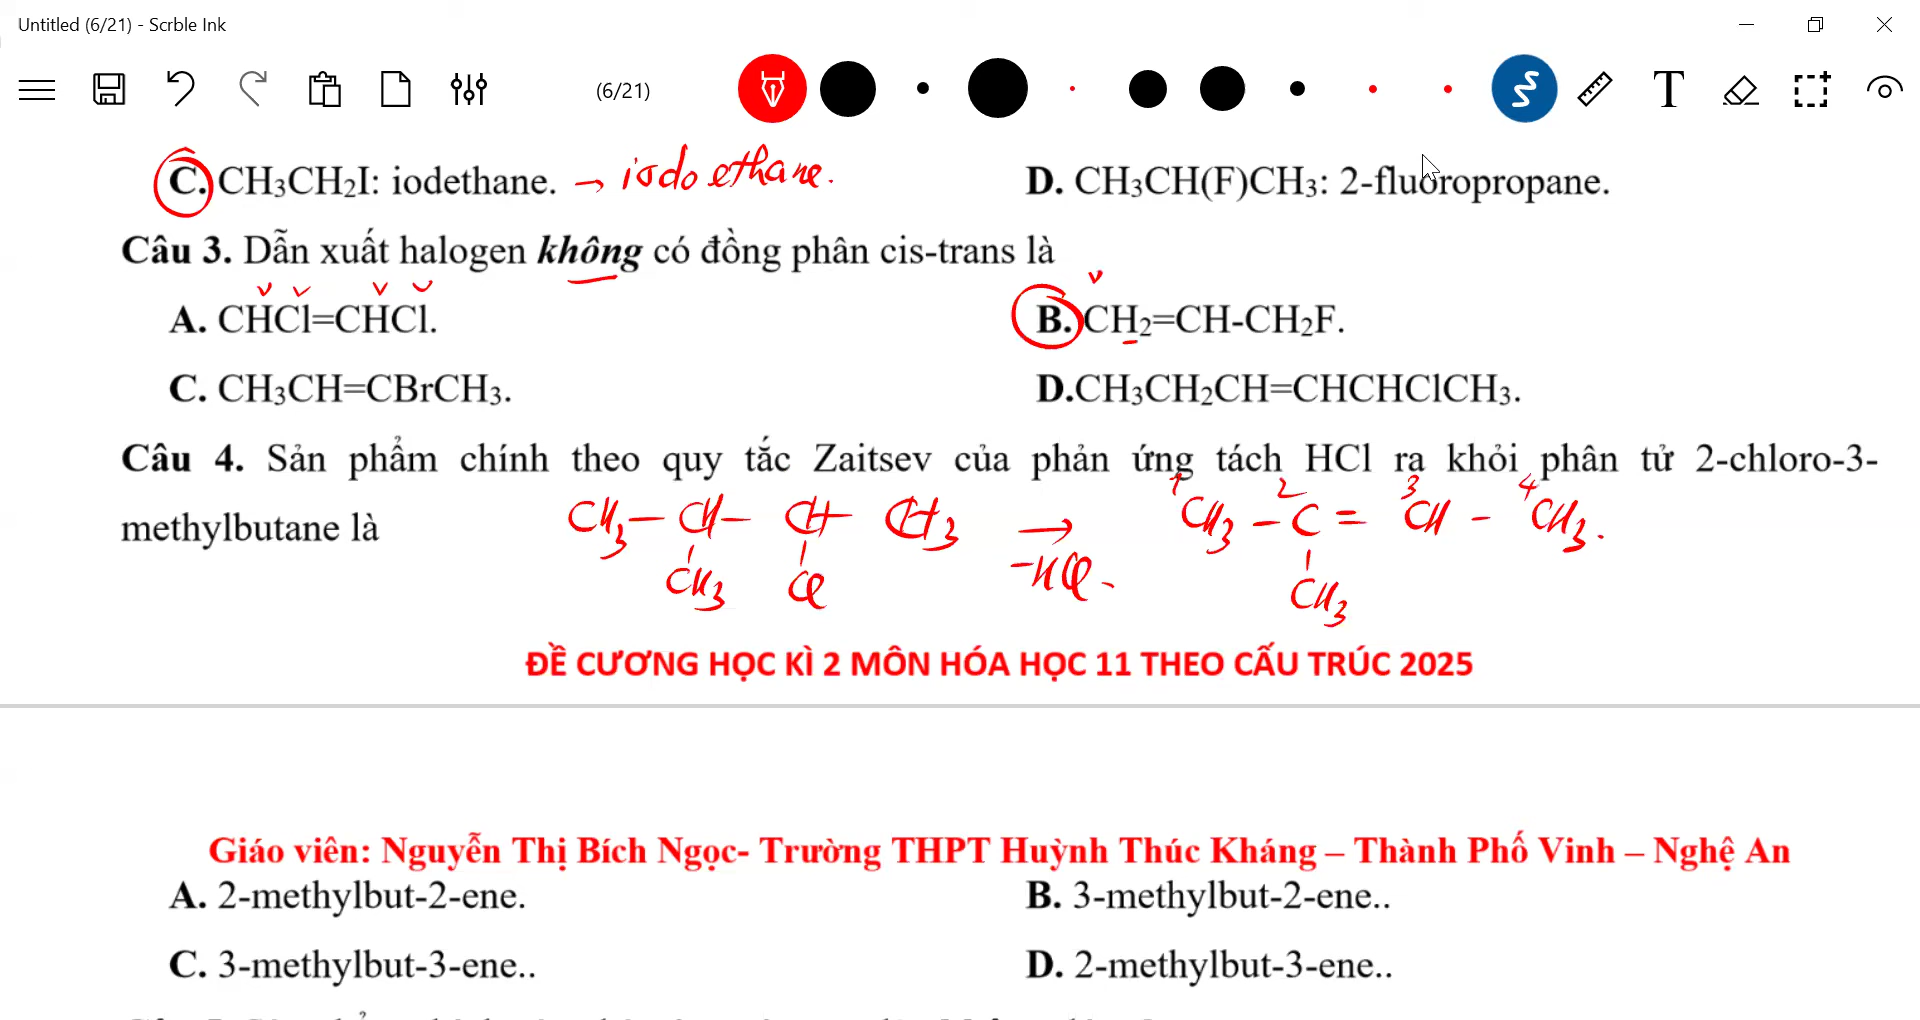 Untitled (6/21) - Scrble Ink
(6/21)
T
C. CH₃CH₂I: iodethane. → iodo ethane.
D. CH₃CH(F)CH₃: 2-fluoropropane.
Câu 3. Dẫn xuất halogen không có đồng phân cis-trans là
A. CHCl=CHCl.
B. CH₂=CH-CH₂F.
C. CH₃CH=CBrCH₃.
D.CH₃CH₂CH=CHCHClCH₃.
Câu 4. Sản phẩm chính theo quy tắc Zaitsev của phản ứng tách HCl ra khỏi phân tử 2-chloro-3-
1 2 3 4
methylbutane là CH₃ – CH – CH – CH₃ → CH₃ – C = CH – CH₃.
CH₃ Cl -HCl. CH₃
ĐỀ CƯƠNG HỌC KÌ 2 MÔN HÓA HỌC 11 THEO CẤU TRÚC 2025
Giáo viên: Nguyễn Thị Bích Ngọc- Trường THPT Huỳnh Thúc Kháng – Thành Phố Vinh – Nghệ An
A. 2-methylbut-2-ene.
B. 3-methylbut-2-ene..
C. 3-methylbut-3-ene..
D. 2-methylbut-3-ene..